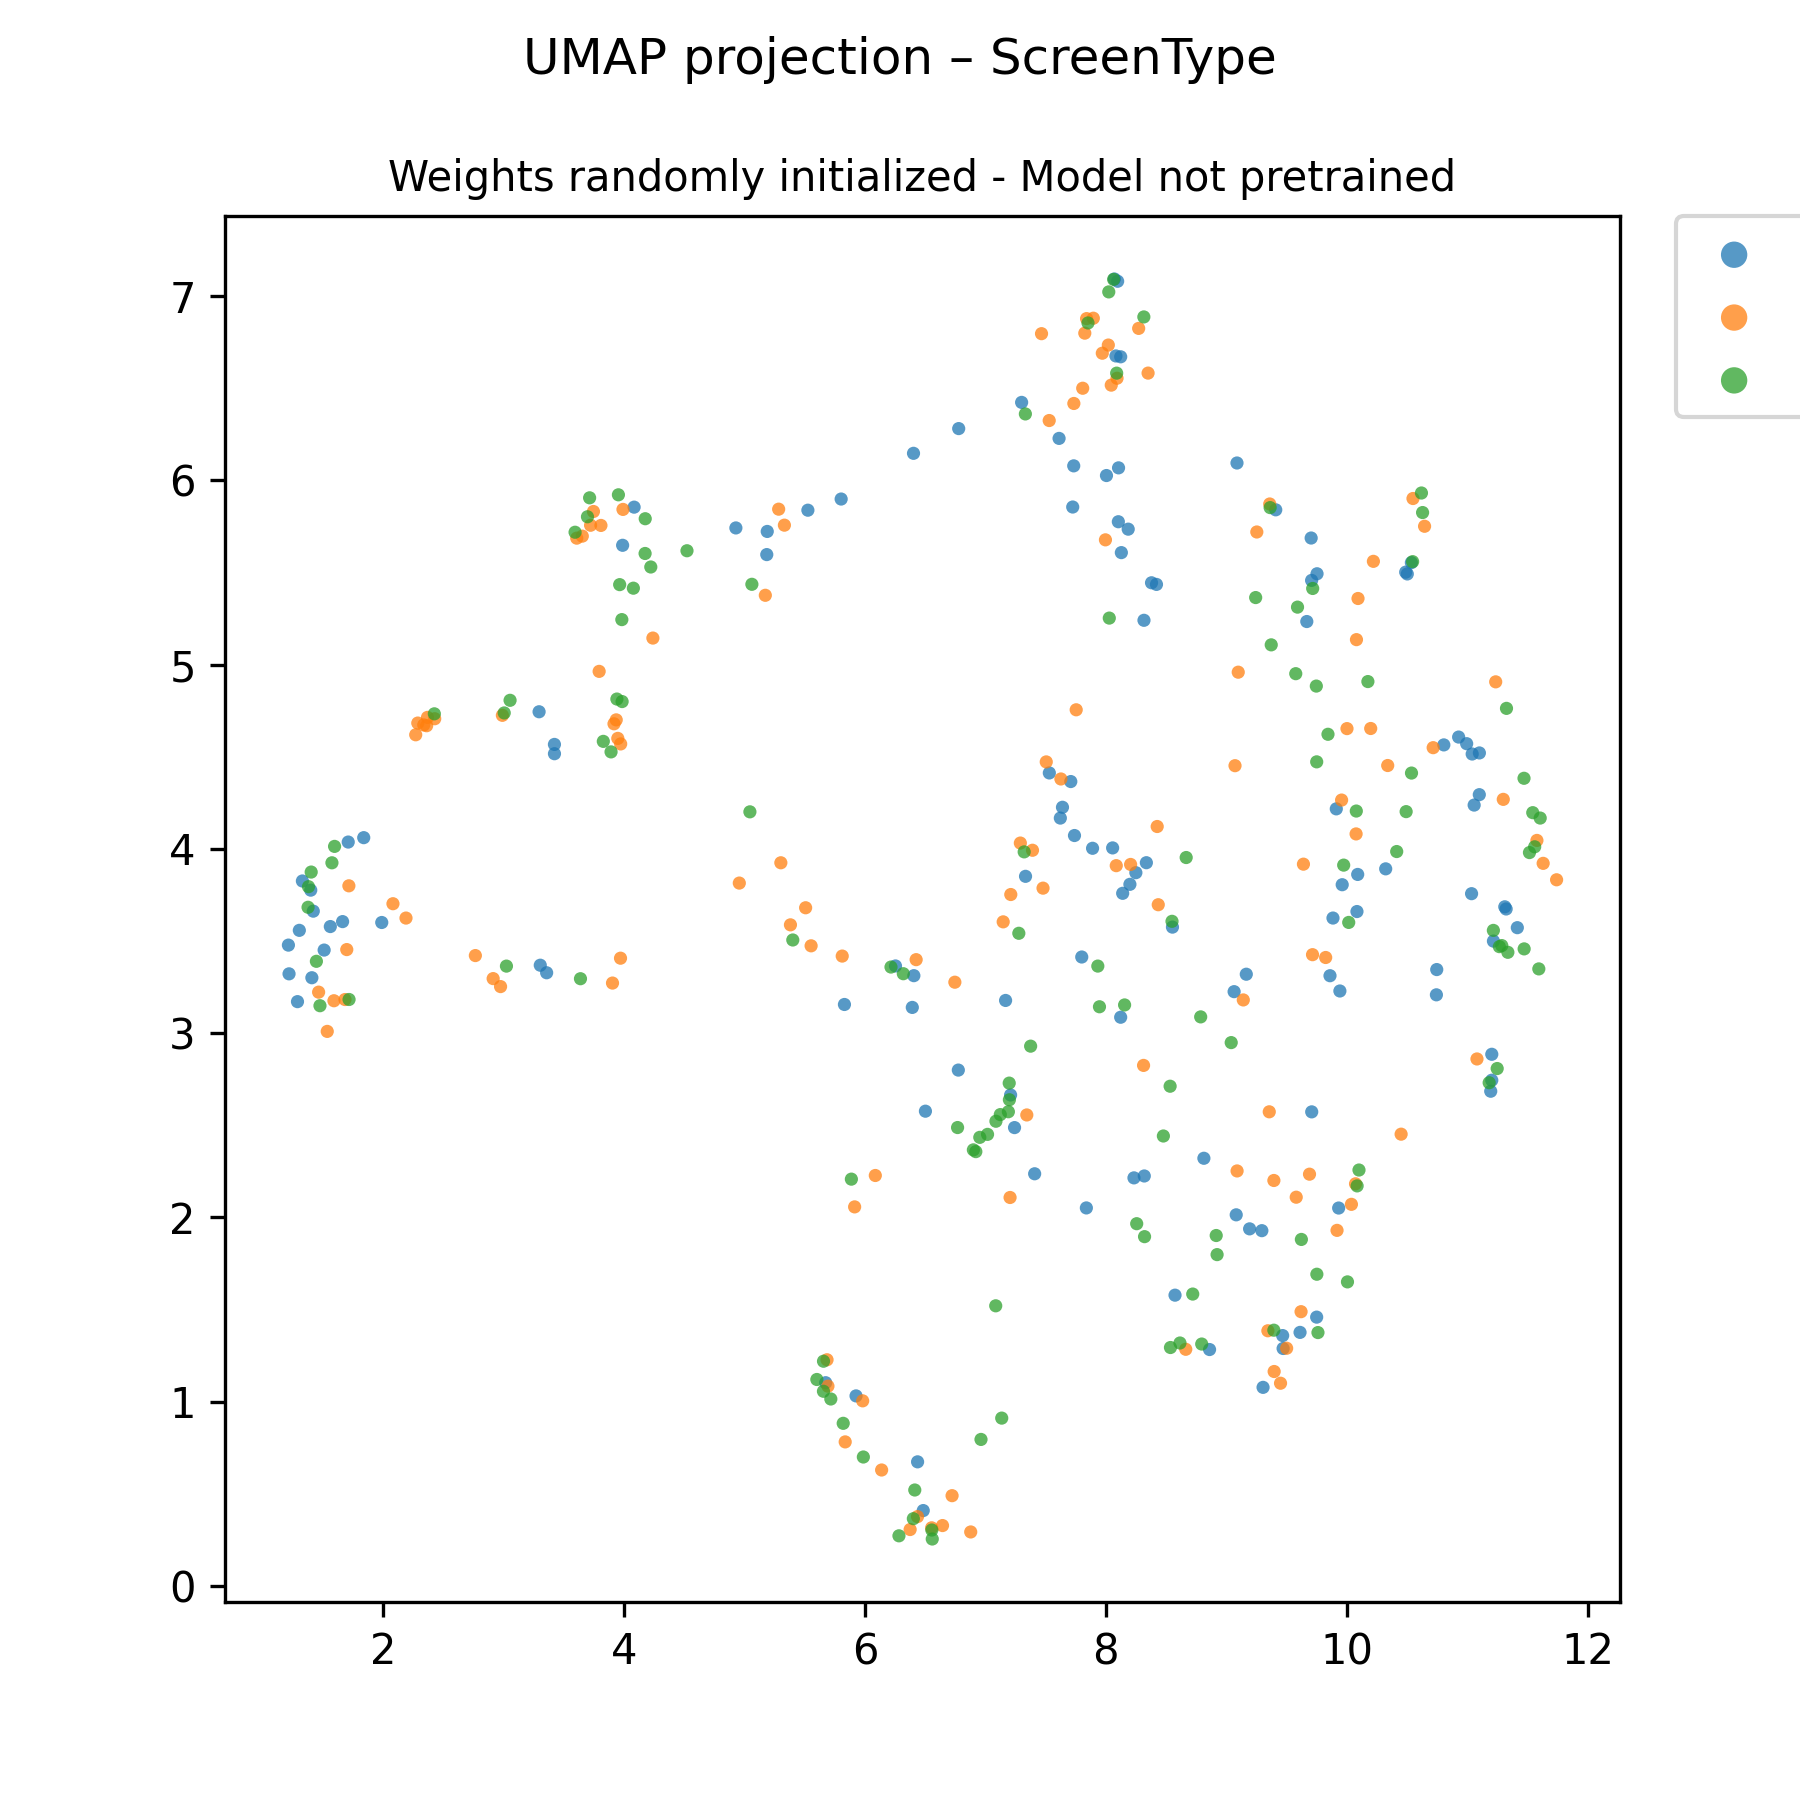 UMAP projection – ScreenType
Weights randomly initialized - Model not pretrained
7
6
5
4
3
2
1
0
2 4 6 8 10 12